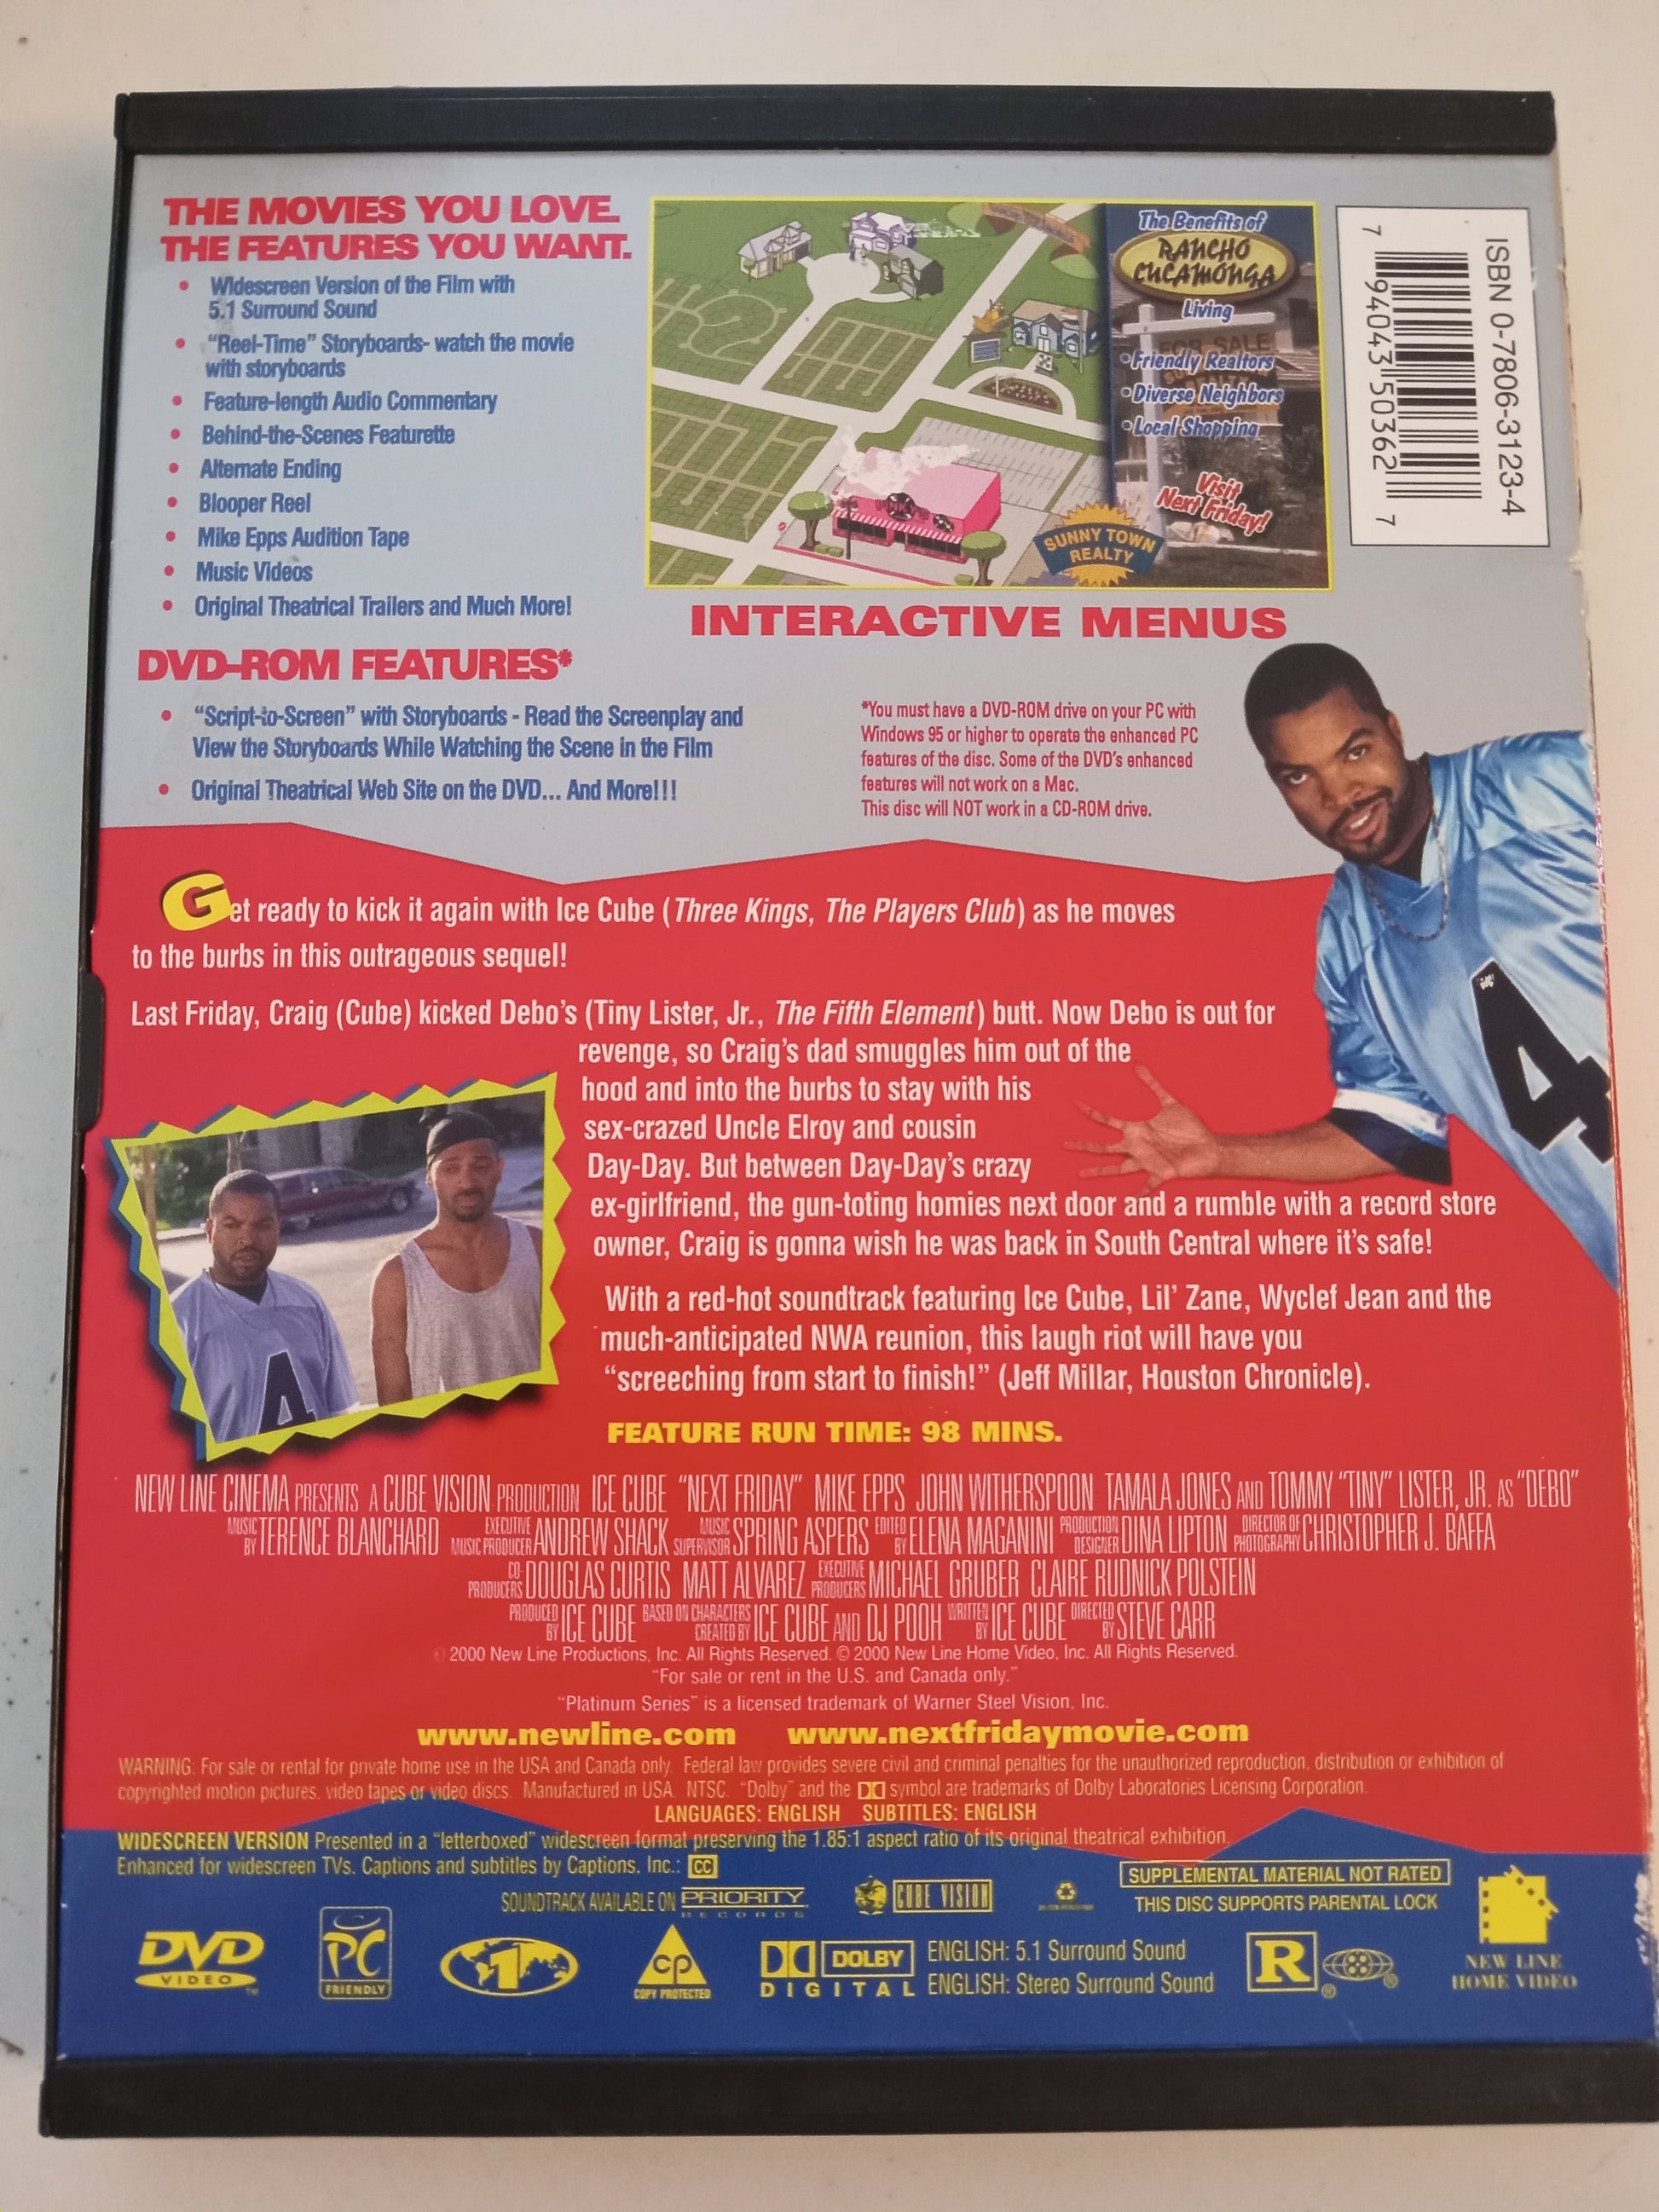 THE MOVIES YOU LOVE.
THE FEATURES YOU WANT.
• Widescreen Version of the Film with
5.1 Surround Sound
• "Reel-Time" Storyboards- watch the movie
with storyboards
• Feature-length Audio Commentary
• Behind-the-Scenes Featurette
• Alternate Ending
• Blooper Reel
• Mike Epps Audition Tape
• Music Videos
• Original Theatrical Trailers and Much More!
The Benefits of
RANCHO
CUCAMONGA
Living
FOR SALE
•Friendly Realtors
•Diverse Neighbors
•Local Shopping
Visit
Next Friday!
PINKY'S
SUNNY TOWN
REALTY
INTERACTIVE MENUS
ISBN 0-7806-3123-4
7 94043 50362 7
DVD-ROM FEATURES*
• "Script-to-Screen" with Storyboards - Read the Screenplay and
View the Storyboards While Watching the Scene in the Film
• Original Theatrical Web Site on the DVD... And More!!!
*You must have a DVD-ROM drive on your PC with
Windows 95 or higher to operate the enhanced PC
features of the disc. Some of the DVD's enhanced
features will not work on a Mac.
This disc will NOT work in a CD-ROM drive.
Get ready to kick it again with Ice Cube (Three Kings, The Players Club) as he moves
to the burbs in this outrageous sequel!
Last Friday, Craig (Cube) kicked Debo's (Tiny Lister, Jr., The Fifth Element) butt. Now Debo is out for
revenge, so Craig's dad smuggles him out of the
hood and into the burbs to stay with his
sex-crazed Uncle Elroy and cousin
Day-Day. But between Day-Day's crazy
ex-girlfriend, the gun-toting homies next door and a rumble with a record store
owner, Craig is gonna wish he was back in South Central where it's safe!
4
4
With a red-hot soundtrack featuring Ice Cube, Lil' Zane, Wyclef Jean and the
much-anticipated NWA reunion, this laugh riot will have you
"screeching from start to finish!" (Jeff Millar, Houston Chronicle).
FEATURE RUN TIME: 98 MINS.
NEW LINE CINEMA PRESENTS A CUBE VISION PRODUCTION ICE CUBE "NEXT FRIDAY" MIKE EPPS JOHN WITHERSPOON TAMALA JONES AND TOMMY "TINY" LISTER, JR. AS "DEBO"
MUSIC BY TERENCE BLANCHARD EXECUTIVE MUSIC PRODUCER ANDREW SHACK MUSIC SUPERVISOR SPRING ASPERS EDITED BY ELENA MAGANINI PRODUCTION DESIGNER DINA LIPTON DIRECTOR OF PHOTOGRAPHY CHRISTOPHER J. BAFFA
CO PRODUCERS DOUGLAS CURTIS MATT ALVAREZ EXECUTIVE PRODUCERS MICHAEL GRUBER CLAIRE RUDNICK POLSTEIN
PRODUCED BY ICE CUBE BASED ON CHARACTERS CREATED BY ICE CUBE AND DJ POOH WRITTEN BY ICE CUBE DIRECTED BY STEVE CARR
© 2000 New Line Productions, Inc. All Rights Reserved. © 2000 New Line Home Video, Inc. All Rights Reserved.
"For sale or rent in the U.S. and Canada only."
"Platinum Series" is a licensed trademark of Warner Steel Vision, Inc.
www.newline.com www.nextfridaymovie.com
WARNING: For sale or rental for private home use in the USA and Canada only. Federal law provides severe civil and criminal penalties for the unauthorized reproduction, distribution or exhibition of
copyrighted motion pictures, video tapes or video discs. Manufactured in USA. NTSC. "Dolby" and the symbol are trademarks of Dolby Laboratories Licensing Corporation.
LANGUAGES: ENGLISH SUBTITLES: ENGLISH
WIDESCREEN VERSION Presented in a "letterboxed" widescreen format preserving the 1.85:1 aspect ratio of its original theatrical exhibition.
Enhanced for widescreen TVs. Captions and subtitles by Captions, Inc.: CC
SOUNDTRACK AVAILABLE ON PRIORITY RECORDS
CUBE VISION
SUPPLEMENTAL MATERIAL NOT RATED
THIS DISC SUPPORTS PARENTAL LOCK
DVD
VIDEO™
PC
FRIENDLY
1
cp
COPY PROTECTED
DOLBY
DIGITAL
ENGLISH: 5.1 Surround Sound
ENGLISH: Stereo Surround Sound
R®
®
NEW LINE
HOME VIDEO